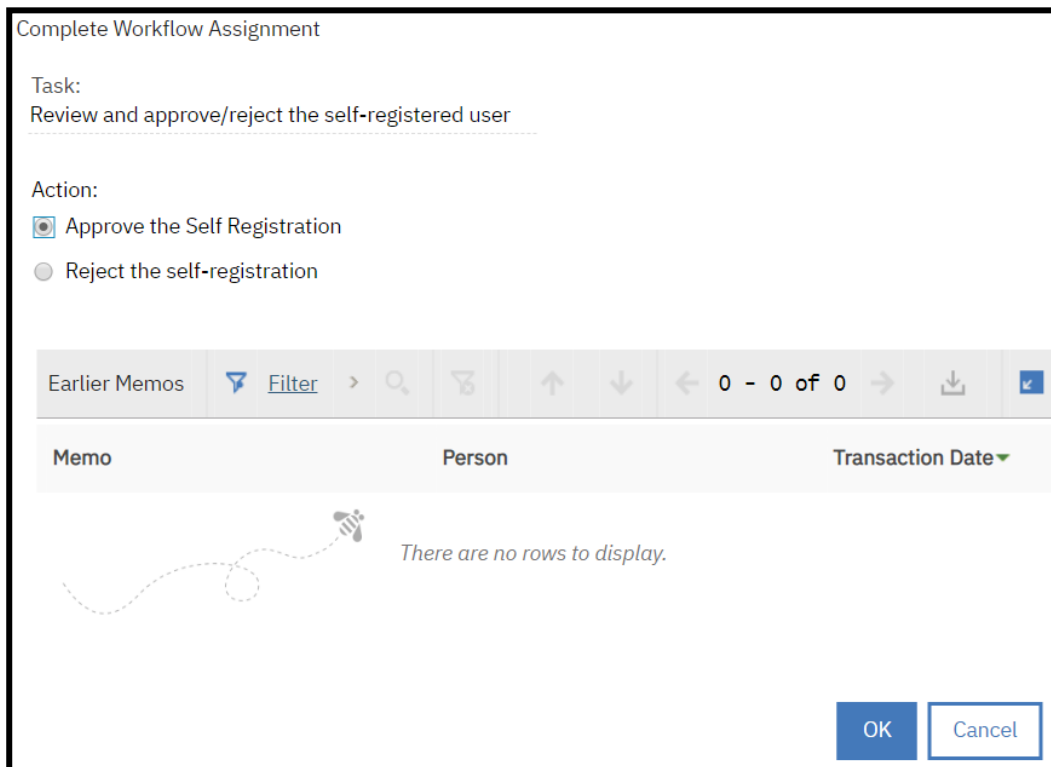 Complete Workflow Assignment
Task:
Review and approve/reject the self-registered user
Action:
Approve the Self Registration
Reject the self-registration
Earlier Memos Filter 0 - 0 of 0
Memo Person Transaction Date
There are no rows to display.
OK Cancel